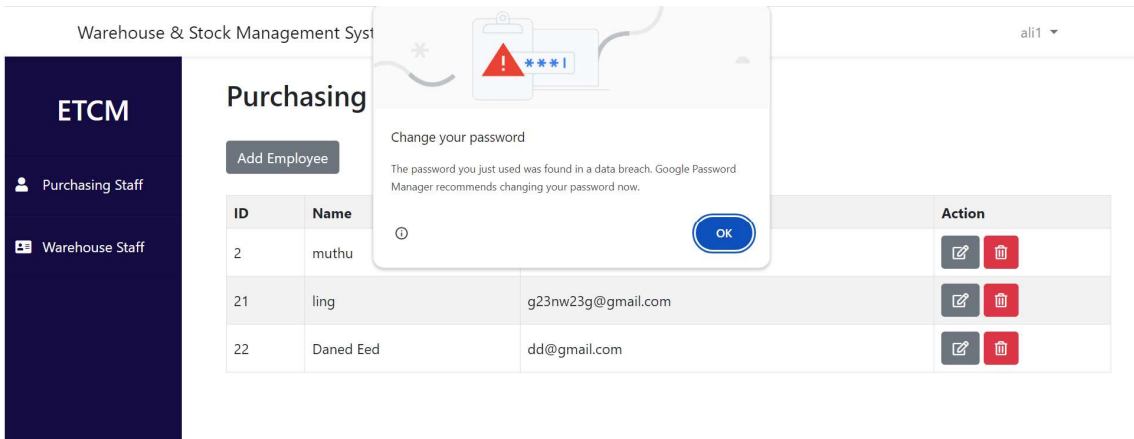 Warehouse & Stock Management Syst
ali1
ETCM
Purchasing Staff
Warehouse Staff
Purchasing
Add Employee
***
Change your password
The password you just used was found in a data breach. Google Password
Manager recommends changing your password now.
OK
ID Name Action
2 muthu
21 ling g23nw23g@gmail.com
22 Daned Eed dd@gmail.com